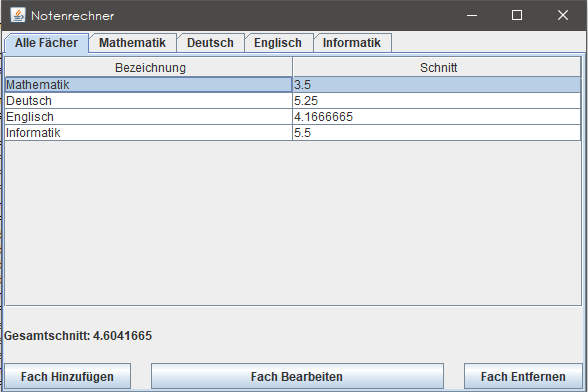 Notenrechner
Alle Fächer Mathematik Deutsch Englisch Informatik
Bezeichnung Schnitt
Mathematik 3.5
Deutsch 5.25
Englisch 4.1666665
Informatik 5.5
Gesamtschnitt: 4.6041665
Fach Hinzufügen Fach Bearbeiten Fach Entfernen